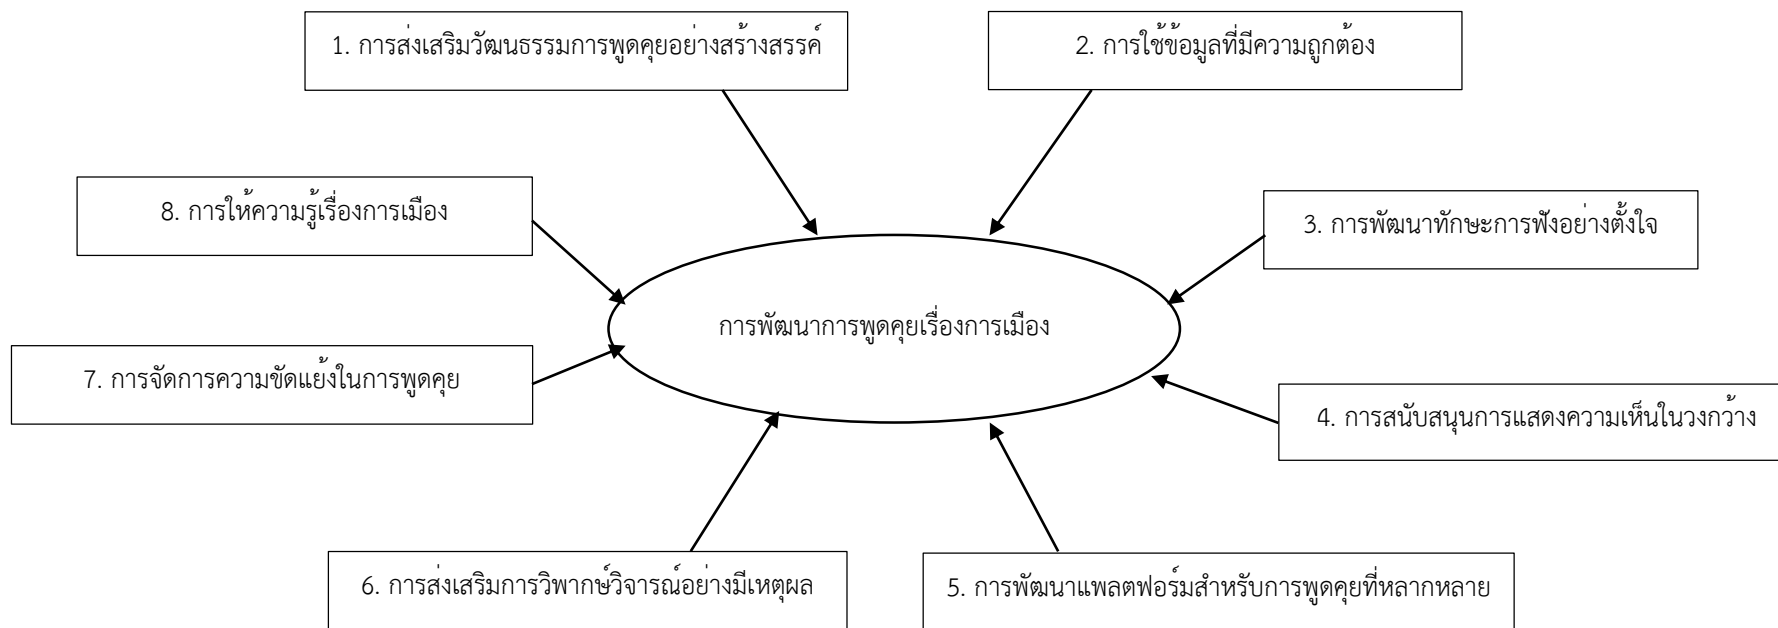 1. การส่งเสริมวัฒนธรรมการพูดคุยอย่างสร้างสรรค์
2. การใช้ข้อมูลที่มีความถูกต้อง
8. การให้ความรู้เรื่องการเมือง
3. การพัฒนาทักษะการฟังอย่างตั้งใจ
การพัฒนาการพูดคุยเรื่องการเมือง
7. การจัดการความขัดแย้งในการพูดคุย
4. การสนับสนุนการแสดงความเห็นในวงกว้าง
6. การส่งเสริมการวิพากษ์วิจารณ์อย่างมีเหตุผล
5. การพัฒนาแพลตฟอร์มสำหรับการพูดคุยที่หลากหลาย